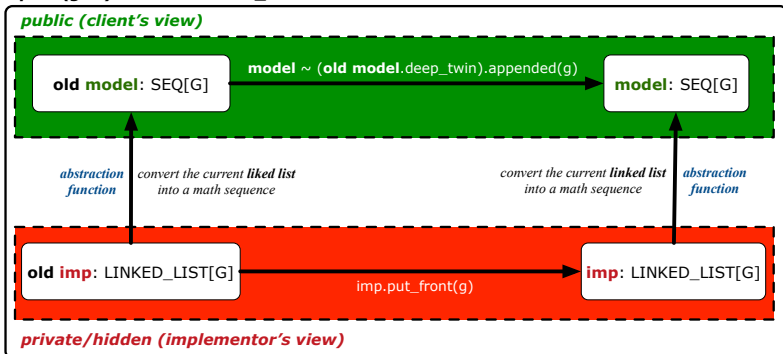 public (client's view)
old model: SEQ[G]
model ~ (old model.deep_twin).appended(g)
model: SEQ[G]
abstraction
function
convert the current liked list
into a math sequence
convert the current linked list
into a math sequence
abstraction
function
old imp: LINKED_LIST[G]
imp.put_front(g)
imp: LINKED_LIST[G]
private/hidden (implementor's view)